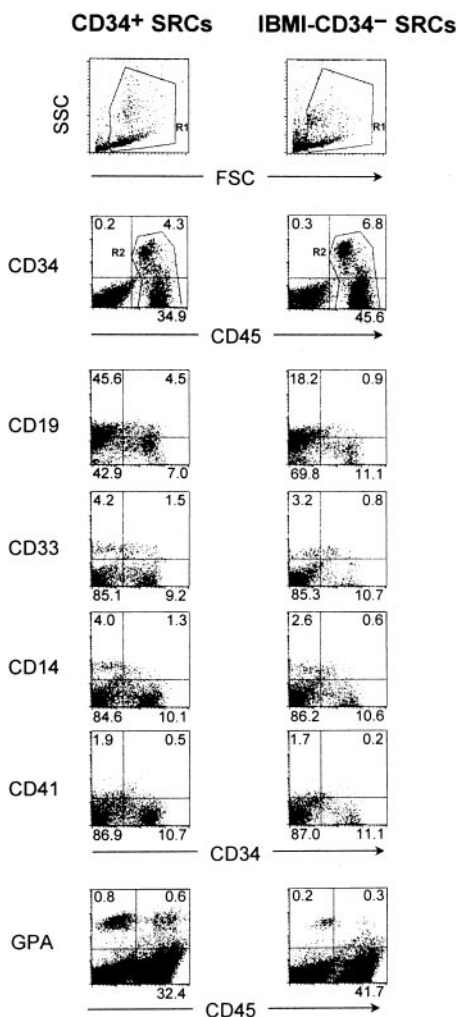 CD34+ SRCs IBMI-CD34− SRCs
SSC
R1 R1
FSC
0.2 4.3 0.3 6.8
CD34
R2 R2
34.9 45.6
CD45
45.6 4.5 18.2 0.9
CD19
42.9 7.0 69.8 11.1
4.2 1.5 3.2 0.8
CD33
85.1 9.2 85.3 10.7
4.0 1.3 2.6 0.6
CD14
84.6 10.1 86.2 10.6
1.9 0.5 1.7 0.2
CD41
86.9 10.7 87.0 11.1
CD34
0.8 0.6 0.2 0.3
GPA
32.4 41.7
CD45